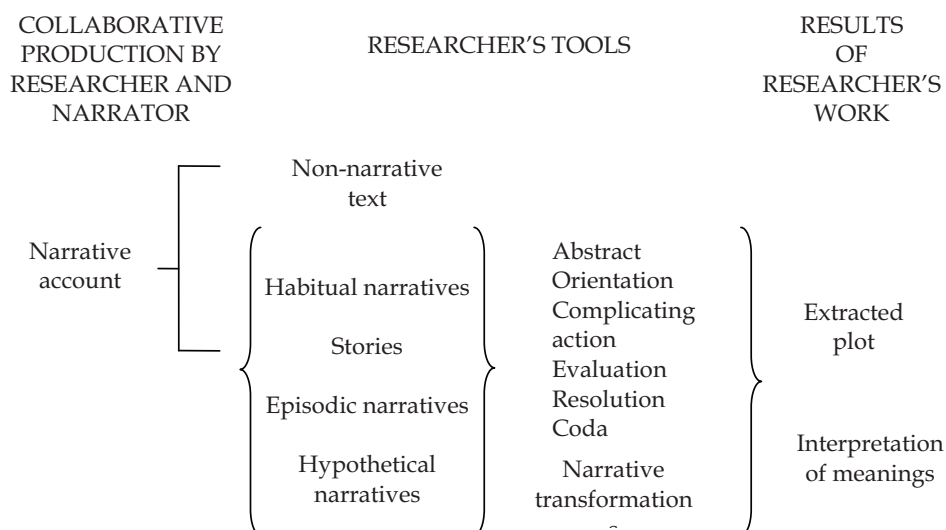 COLLABORATIVE
PRODUCTION BY
RESEARCHER AND
NARRATOR
RESEARCHER'S TOOLS
RESULTS
OF
RESEARCHER'S
WORK
Narrative
account
Non-narrative
text
Habitual narratives
Stories
Episodic narratives
Hypothetical
narratives
Abstract
Orientation
Complicating
action
Evaluation
Resolution
Coda
Narrative
transformation
s
Extracted
plot
Interpretation
of meanings